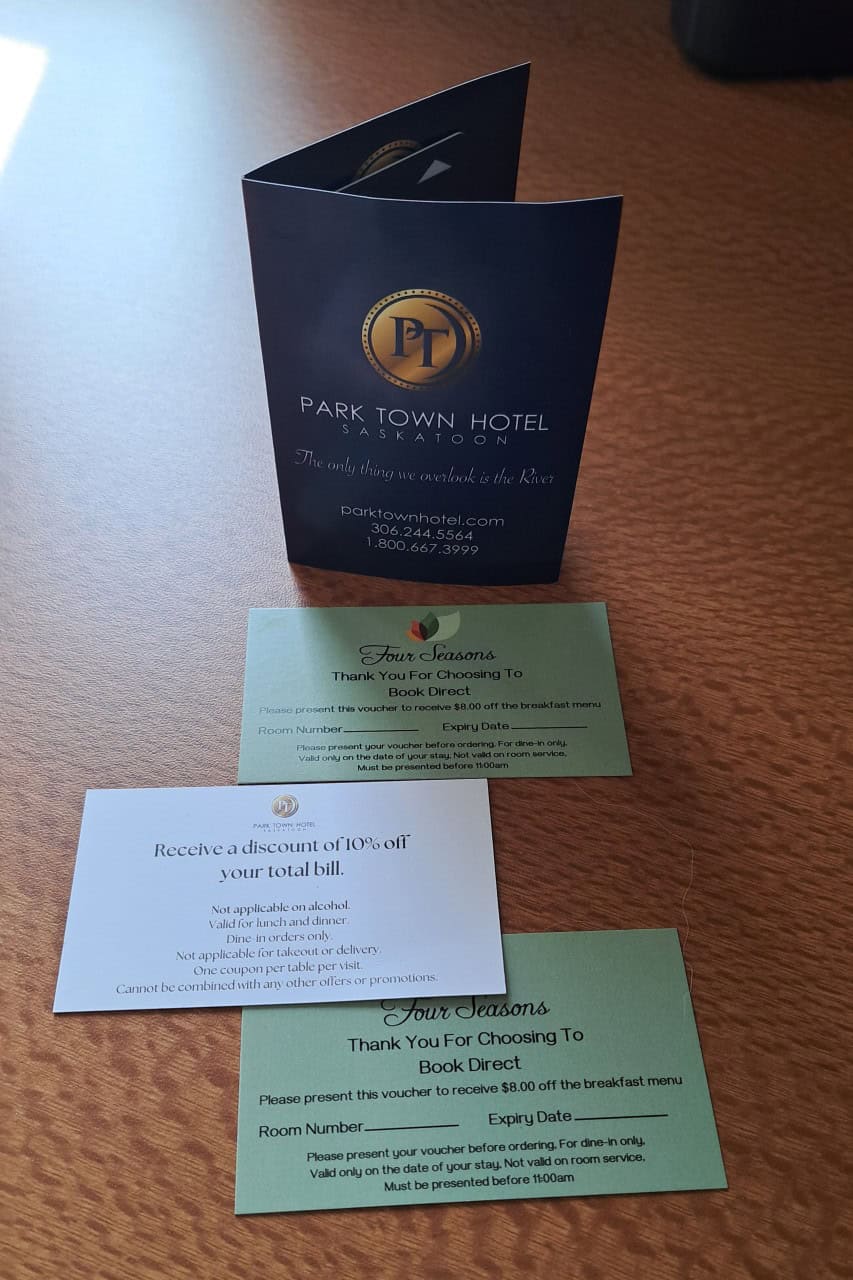 PT
PARK TOWN HOTEL
SASKATOON
The only thing we overlook is the River
parktownhotel.com
306.244.5564
1.800.667.3999
Four Seasons
Thank You For Choosing To
Book Direct
Please present this voucher to receive $8.00 off the breakfast menu
Room Number Expiry Date
Please present your voucher before ordering. For dine-in only.
Valid only on the date of your stay. Not valid on room service.
Must be presented before 11:00am
PT
PARK TOWN HOTEL
SASKATOON
Receive a discount of 10% off
your total bill.
Not applicable on alcohol.
Valid for lunch and dinner.
Dine-in orders only.
Not applicable for takeout or delivery.
One coupon per table per visit.
Cannot be combined with any other offers or promotions.
Four Seasons
Thank You For Choosing To
Book Direct
Please present this voucher to receive $8.00 off the breakfast menu
Room Number Expiry Date
Please present your voucher before ordering. For dine-in only.
Valid only on the date of your stay. Not valid on room service.
Must be presented before 11:00am